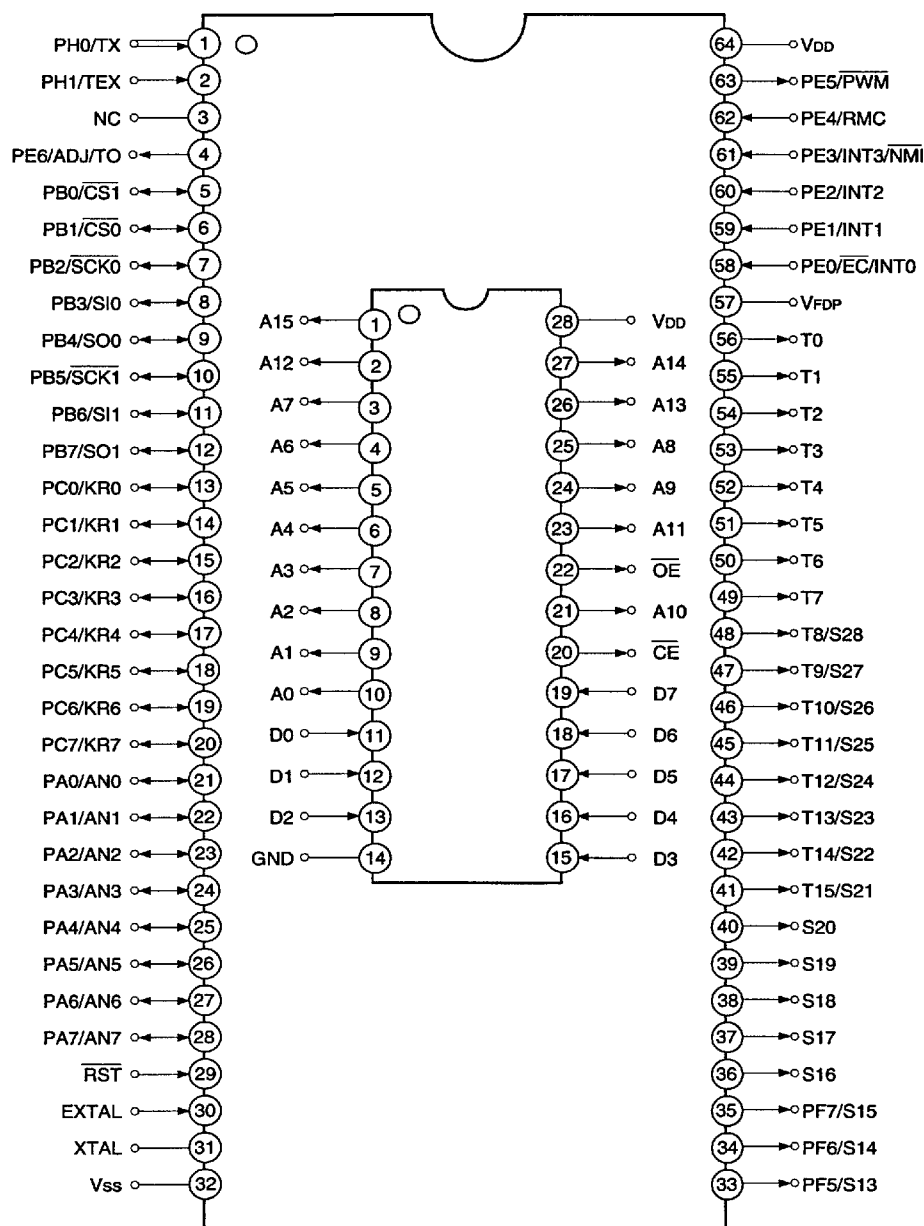 PH0/TX 1 64 VDD
PH1/TEX 2 63 PE5/P̅W̅M̅
NC 3 62 PE4/RMC
PE6/ADJ/TO 4 61 PE3/INT3/N̅M̅I̅
PB0/C̅S̅1̅ 5 60 PE2/INT2
PB1/C̅S̅0̅ 6 59 PE1/INT1
PB2/S̅C̅K̅0̅ 7 58 PE0/E̅C̅/INT0
PB3/SI0 8 57 VFDP
A15 1 28 VDD
PB4/SO0 9 56 T0
A12 2 27 A14
PB5/S̅C̅K̅1̅ 10 55 T1
A7 3 26 A13
PB6/SI1 11 54 T2
A6 4 25 A8
PB7/SO1 12 53 T3
A5 5 24 A9
PC0/KR0 13 52 T4
PC1/KR1 14 51 T5
A4 6 23 A11
PC2/KR2 15 50 T6
A3 7 22 O̅E̅
PC3/KR3 16 49 T7
A2 8 21 A10
PC4/KR4 17 48 T8/S28
A1 9 20 C̅E̅
PC5/KR5 18 47 T9/S27
A0 10 19 D7
PC6/KR6 19 46 T10/S26
D0 11 18 D6
PC7/KR7 20 45 T11/S25
D1 12 17 D5
PA0/AN0 21 44 T12/S24
PA1/AN1 22 43 T13/S23
D2 13 16 D4
PA2/AN2 23 42 T14/S22
GND 14 15 D3
PA3/AN3 24 41 T15/S21
PA4/AN4 25 40 S20
PA5/AN5 26 39 S19
PA6/AN6 27 38 S18
PA7/AN7 28 37 S17
R̅S̅T̅ 29 36 S16
EXTAL 30 35 PF7/S15
XTAL 31 34 PF6/S14
Vss 32 33 PF5/S13